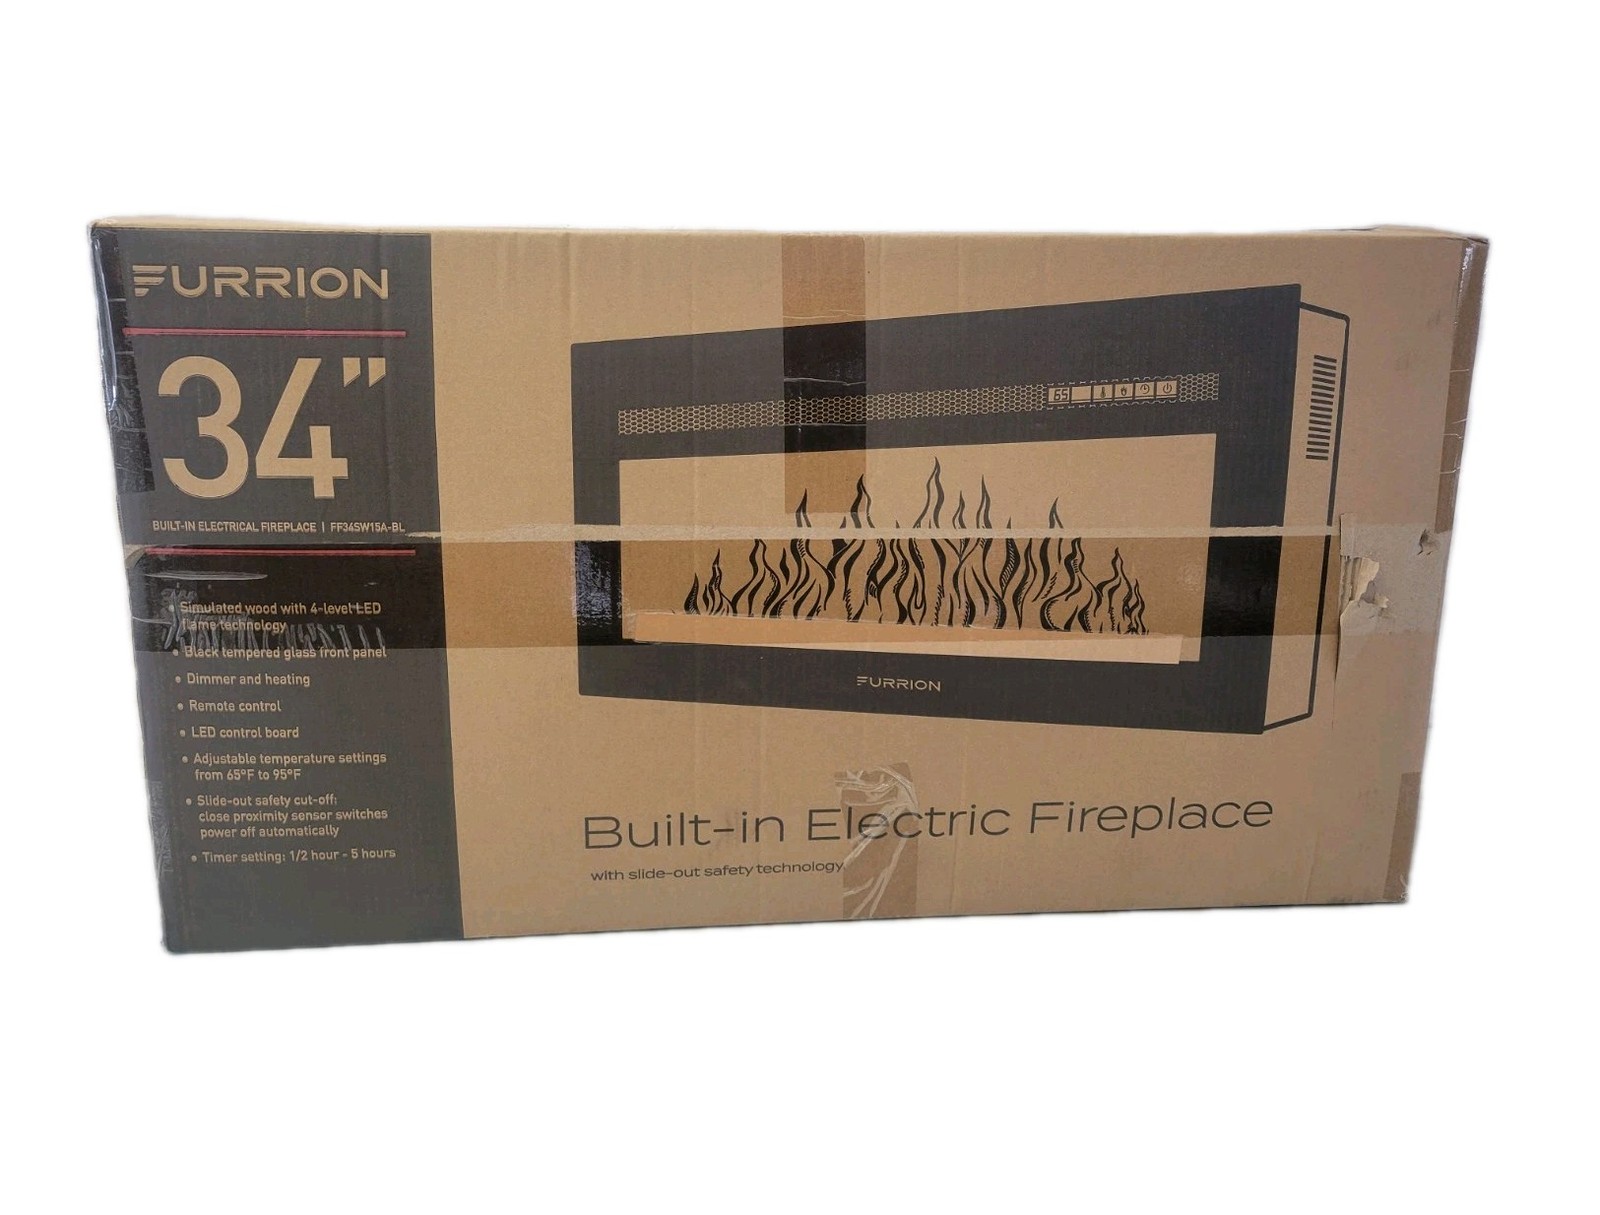 FURRION
34"
BUILT-IN ELECTRICAL FIREPLACE | FF34SW15A-BL
• Simulated wood with 4-level LED
flame technology
• Black tempered glass front panel
• Dimmer and heating
• Remote control
• LED control board
• Adjustable temperature settings
from 65°F to 95°F
• Slide-out safety cut-off:
close proximity sensor switches
power off automatically
• Timer setting: 1/2 hour - 5 hours
65
FURRION
Built-in Electric Fireplace
with slide-out safety technology